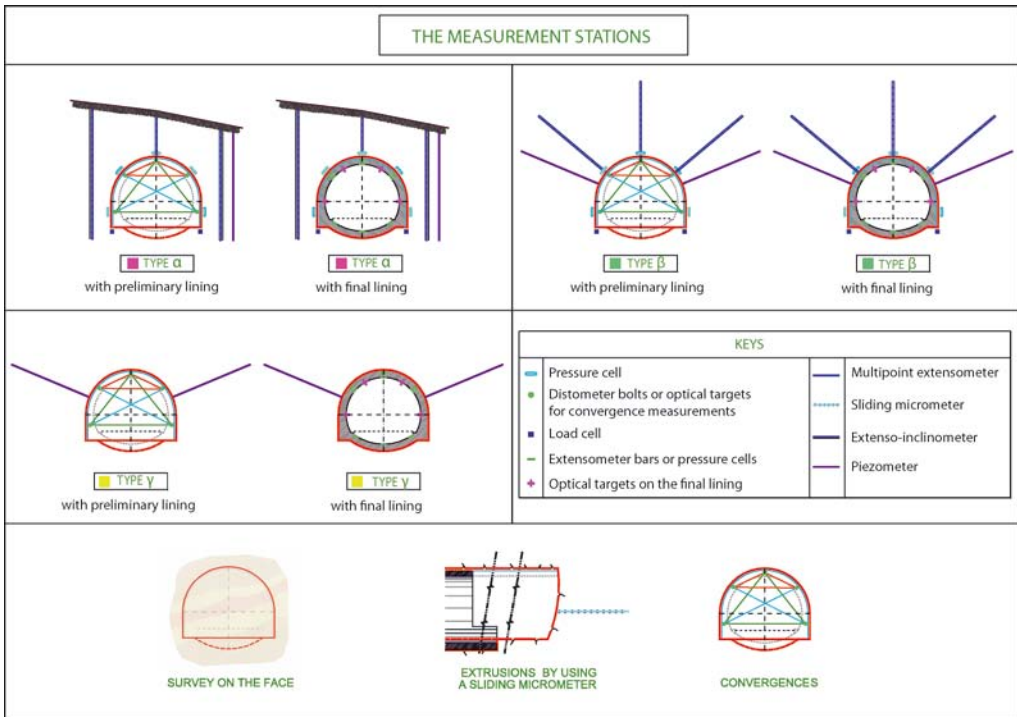 THE MEASUREMENT STATIONS
TYPE α
with preliminary lining
TYPE α
with final lining
TYPE β
with preliminary lining
TYPE β
with final lining
TYPE γ
with preliminary lining
TYPE γ
with final lining
KEYS
Pressure cell
Distometer bolts or optical targets
for convergence measurements
Load cell
Extensometer bars or pressure cells
Optical targets on the final lining
Multipoint extensometer
Sliding micrometer
Extenso-inclinometer
Piezometer
SURVEY ON THE FACE
EXTRUSIONS BY USING
A SLIDING MICROMETER
CONVERGENCES